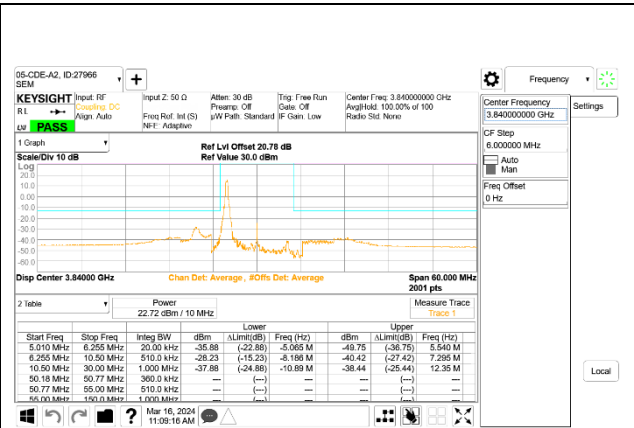 05-CDE-A2, ID:27966
SEM
Frequency
KEYSIGHT Input: RF Input Z: 50 Ω Atten: 30 dB Trig: Free Run Center Freq: 3.840000000 GHz
R L Coupling: DC Preamp: Off Gate: Off Avg|Hold: 100.00% of 100
Align: Auto Freq Ref: Int (S) µW Path: Standard IF Gain: Low Radio Std: None
NFE: Adaptive
PASS
Center Frequency
3.840000000 GHz
Settings
CF Step
6.000000 MHz
Auto
Man
Freq Offset
0 Hz
1 Graph
Ref Lvl Offset 20.78 dB
Scale/Div 10 dB
Ref Value 30.0 dBm
Log
20.0
10.0
0.00
-10.0
-20.0
-30.0
-40.0
-50.0
-60.0
Disp Center 3.84000 GHz
Chan Det: Average , #Offs Det: Average
Span 60.000 MHz
2001 pts
2 Table
Power
22.72 dBm / 10 MHz
Measure Trace
Trace 1
Lower Upper
Start Freq Stop Freq Integ BW dBm ΔLimit(dB) Freq (Hz) dBm ΔLimit(dB) Freq (Hz)
5.010 MHz 6.255 MHz 20.00 kHz -35.88 (-22.88) -5.065 M -49.75 (-36.75) 5.540 M
6.255 MHz 10.50 MHz 510.0 kHz -28.23 (-15.23) -8.186 M -40.42 (-27.42) 7.295 M
10.50 MHz 30.00 MHz 1.000 MHz -37.88 (-24.88) -10.89 M -38.44 (-25.44) 12.35 M
50.18 MHz 50.77 MHz 360.0 kHz --- (---) --- --- (---) ---
50.77 MHz 55.00 MHz 510.0 kHz --- (---) --- --- (---) ---
55.00 MHz 150.0 MHz 1.000 MHz --- (---) --- --- (---) ---
Local
Mar 16, 2024
11:09:16 AM